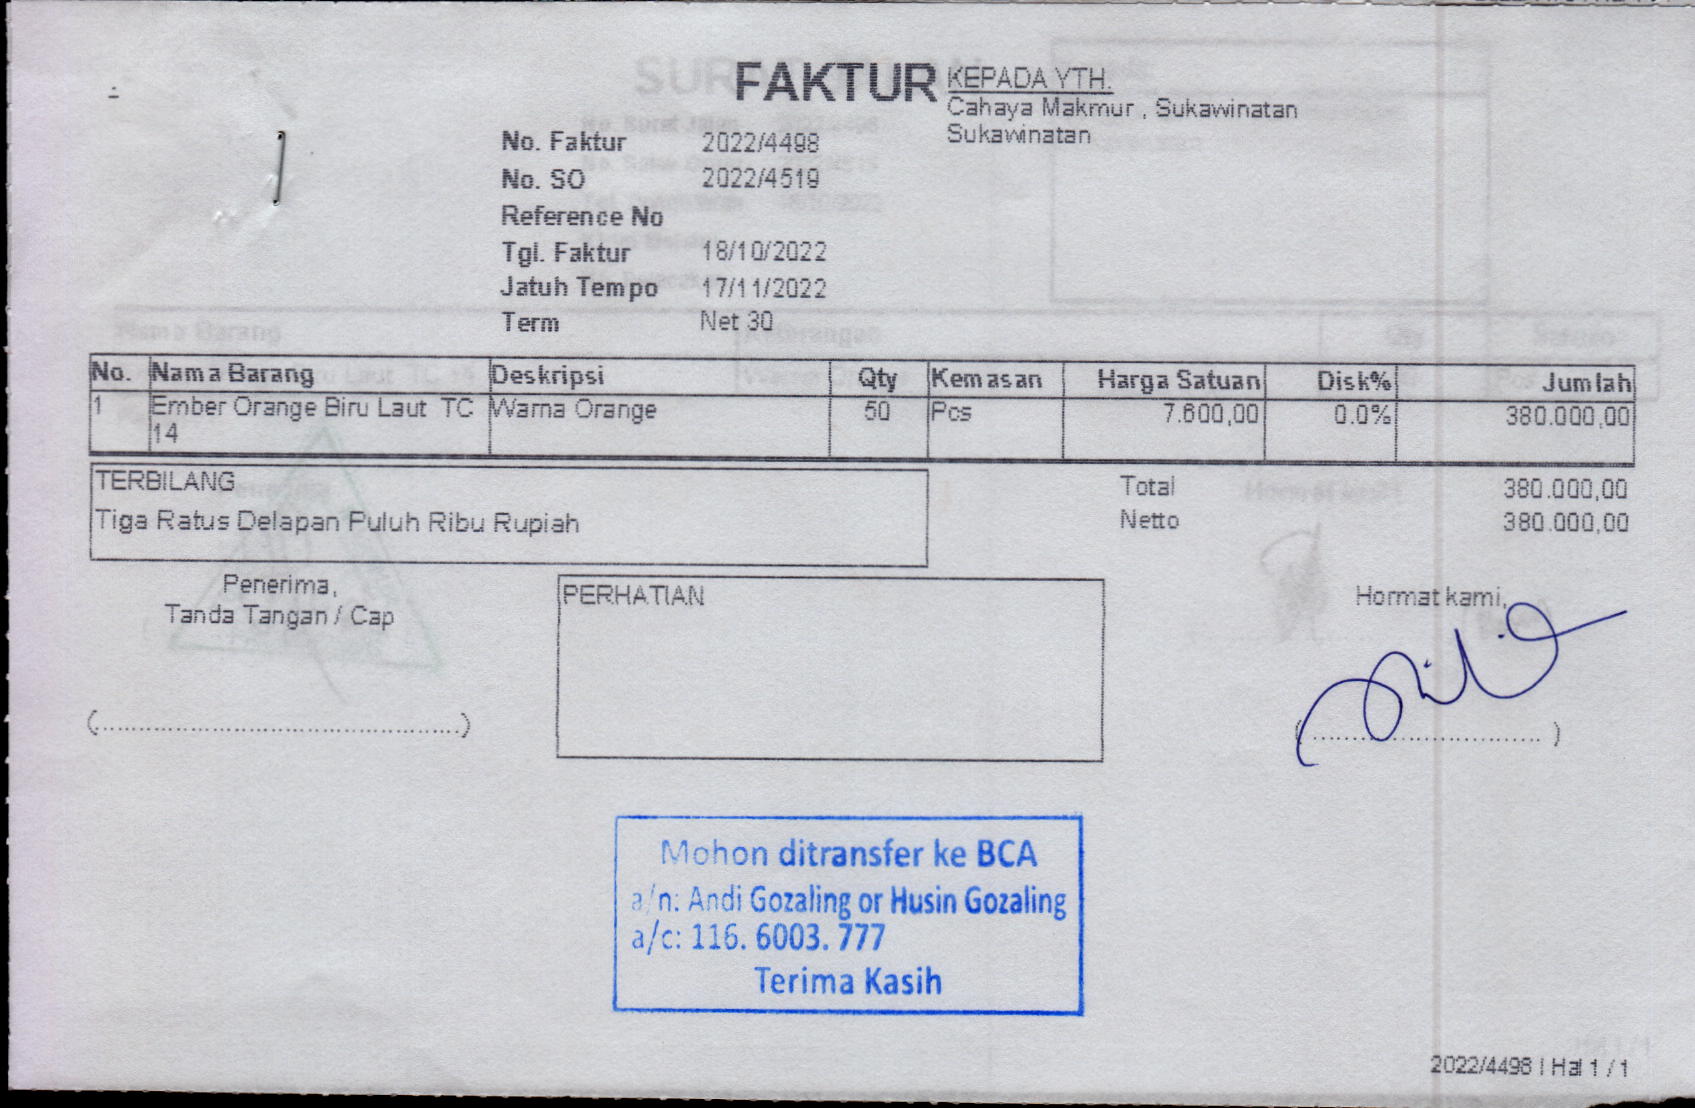 FAKTUR
KEPADA YTH.
Cahaya Makmur , Sukawinatan
Sukawinatan
No. Faktur 2022/4498
No. SO 2022/4519
Reference No
Tgl. Faktur 18/10/2022
Jatuh Tempo 17/11/2022
Term Net 30
No. Nama Barang Deskripsi Qty Kemasan Harga Satuan Disk% Jumlah
1 Ember Orange Biru Laut TC Warna Orange 50 Pcs 7.600,00 0.0% 380.000,00
14
TERBILANG
Tiga Ratus Delapan Puluh Ribu Rupiah
Total 380.000,00
Netto 380.000,00
Penerima,
Tanda Tangan / Cap
PERHATIAN
Hormat kami,
(................................................)
(................................ )
Mohon ditransfer ke BCA
a/n: Andi Gozaling or Husin Gozaling
a/c: 116. 6003. 777
Terima Kasih
2022/4498 | Hal 1 / 1